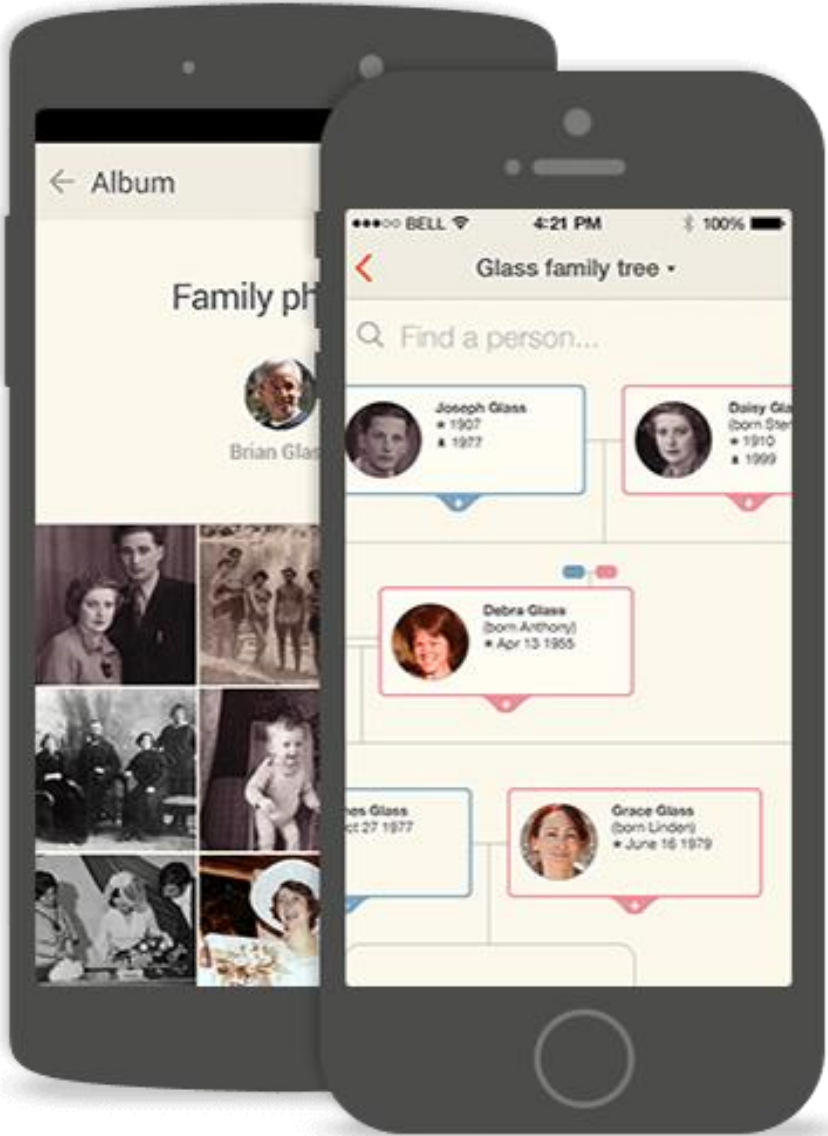 Album
Family ph
Brian Glas
BELL 4:21 PM 100%
Glass family tree
Find a person...
Joseph Glass
1907
1977
Daisy Gla
(born Ster
1910
1999
Debra Glass
(born Anthony)
Apr 13 1955
nes Glass
ct 27 1977
Grace Glass
(born Linden)
June 16 1979